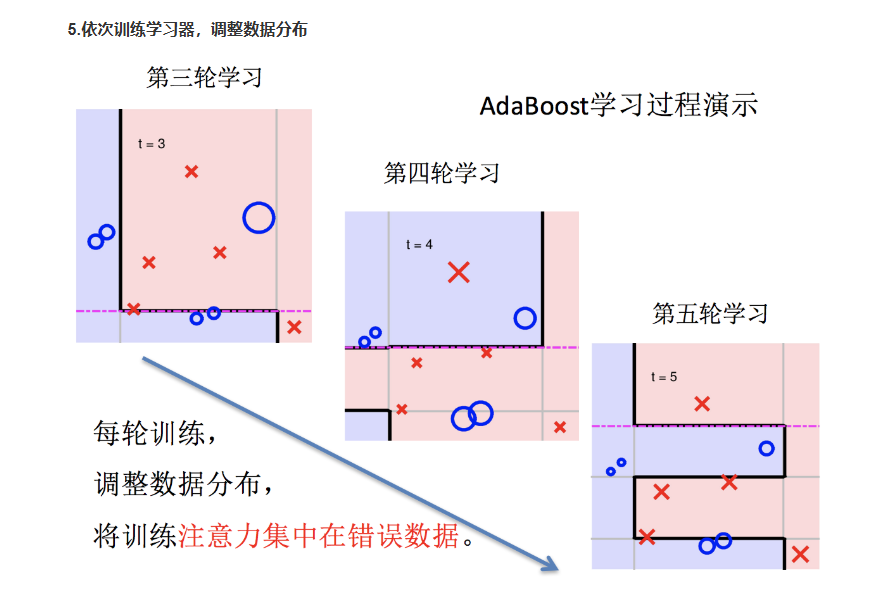 5.依次训练学习器，调整数据分布
第三轮学习
AdaBoost学习过程演示
t = 3
第四轮学习
t = 4
第五轮学习
t = 5
每轮训练，
调整数据分布，
将训练注意力集中在错误数据。